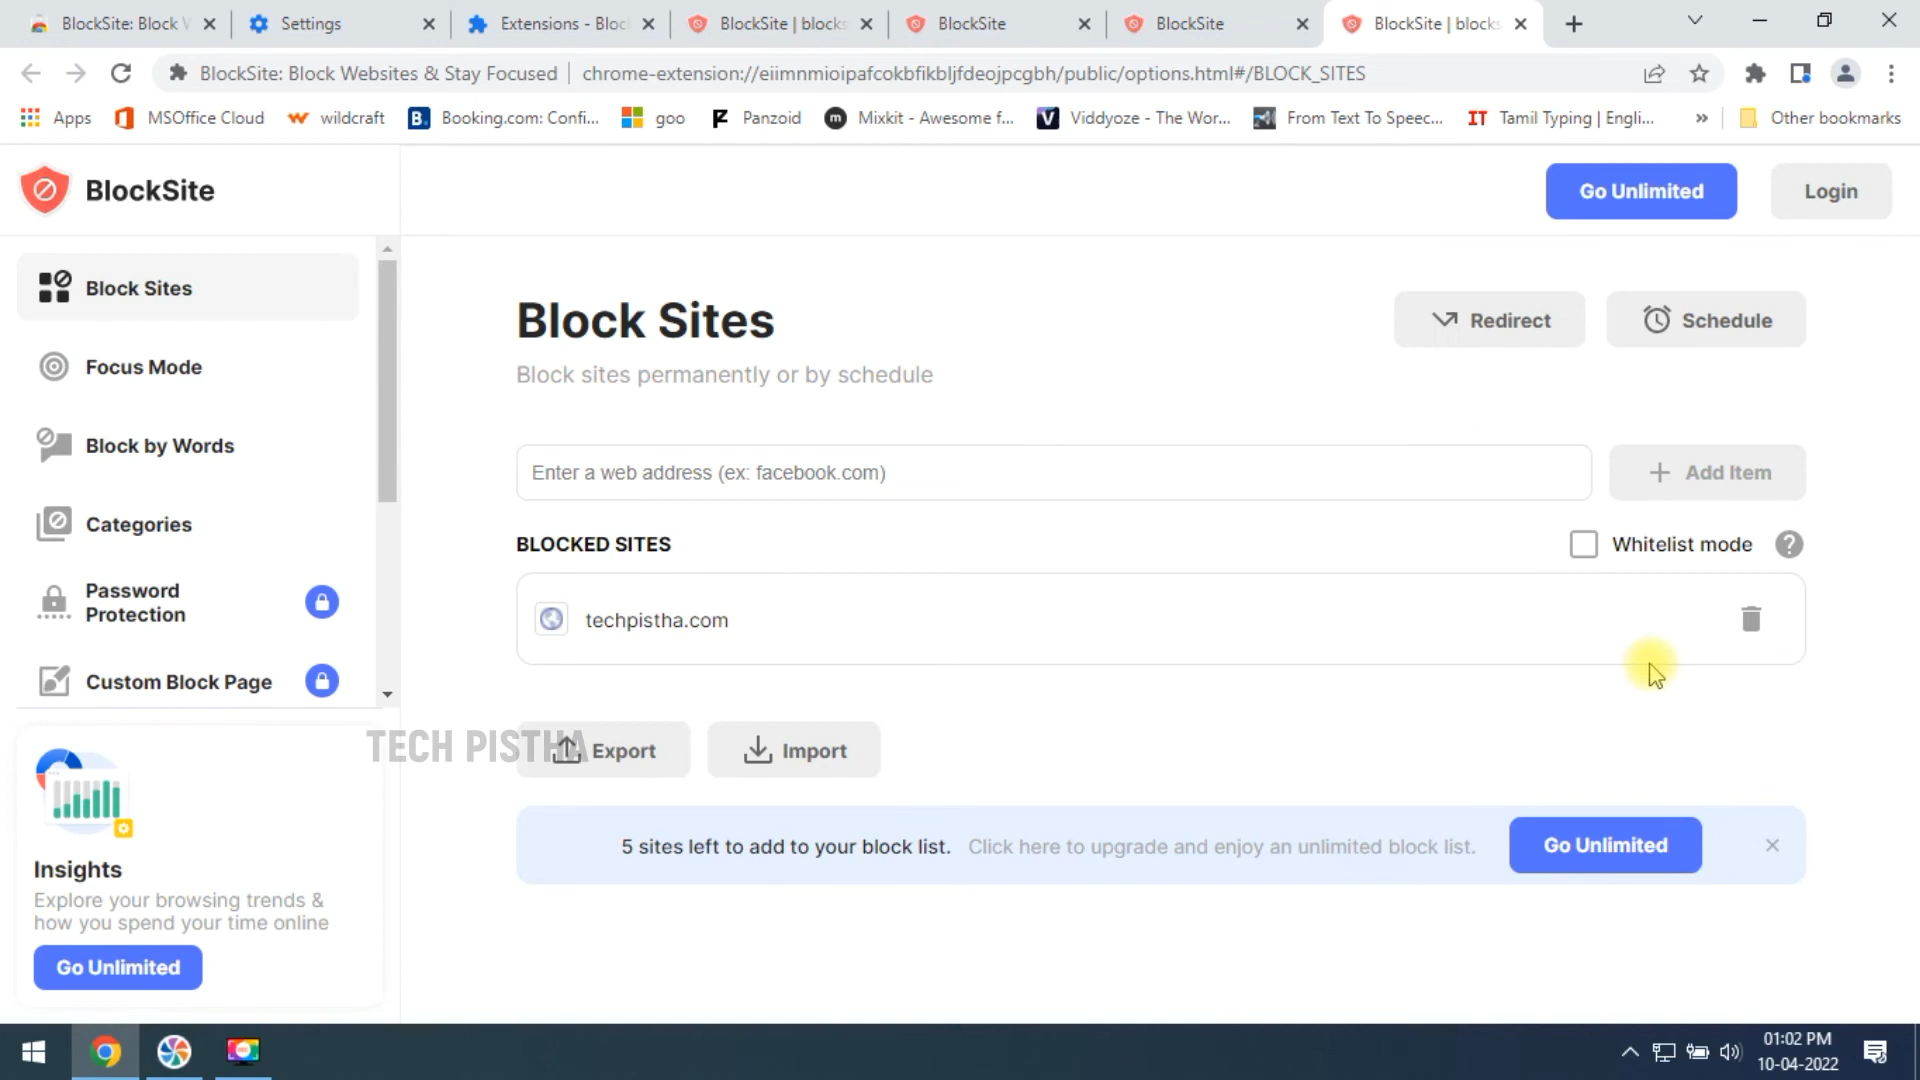 BlockSite: Block V
Settings
Extensions - Bloc
BlockSite | blocks
BlockSite
BlockSite
BlockSite | blocks
BlockSite: Block Websites & Stay Focused
chrome-extension://eiimnmioipafcokbfikbljfdeojpcgbh/public/options.html#/BLOCK_SITES
Apps
MSOffice Cloud
wildcraft
Booking.com: Confi...
goo
Panzoid
Mixkit - Awesome f...
Viddyoze - The Wor...
From Text To Speec...
Tamil Typing | Engli...
Other bookmarks
BlockSite
Go Unlimited
Login
Block Sites
Focus Mode
Block by Words
Categories
Password
Protection
Custom Block Page
Insights
Explore your browsing trends &
how you spend your time online
Go Unlimited
Block Sites
Block sites permanently or by schedule
Redirect
Schedule
Enter a web address (ex: facebook.com)
Add Item
BLOCKED SITES
Whitelist mode
techpistha.com
TECH PISTHA
Export
Import
5 sites left to add to your block list. Click here to upgrade and enjoy an unlimited block list.
Go Unlimited
01:02 PM
10-04-2022